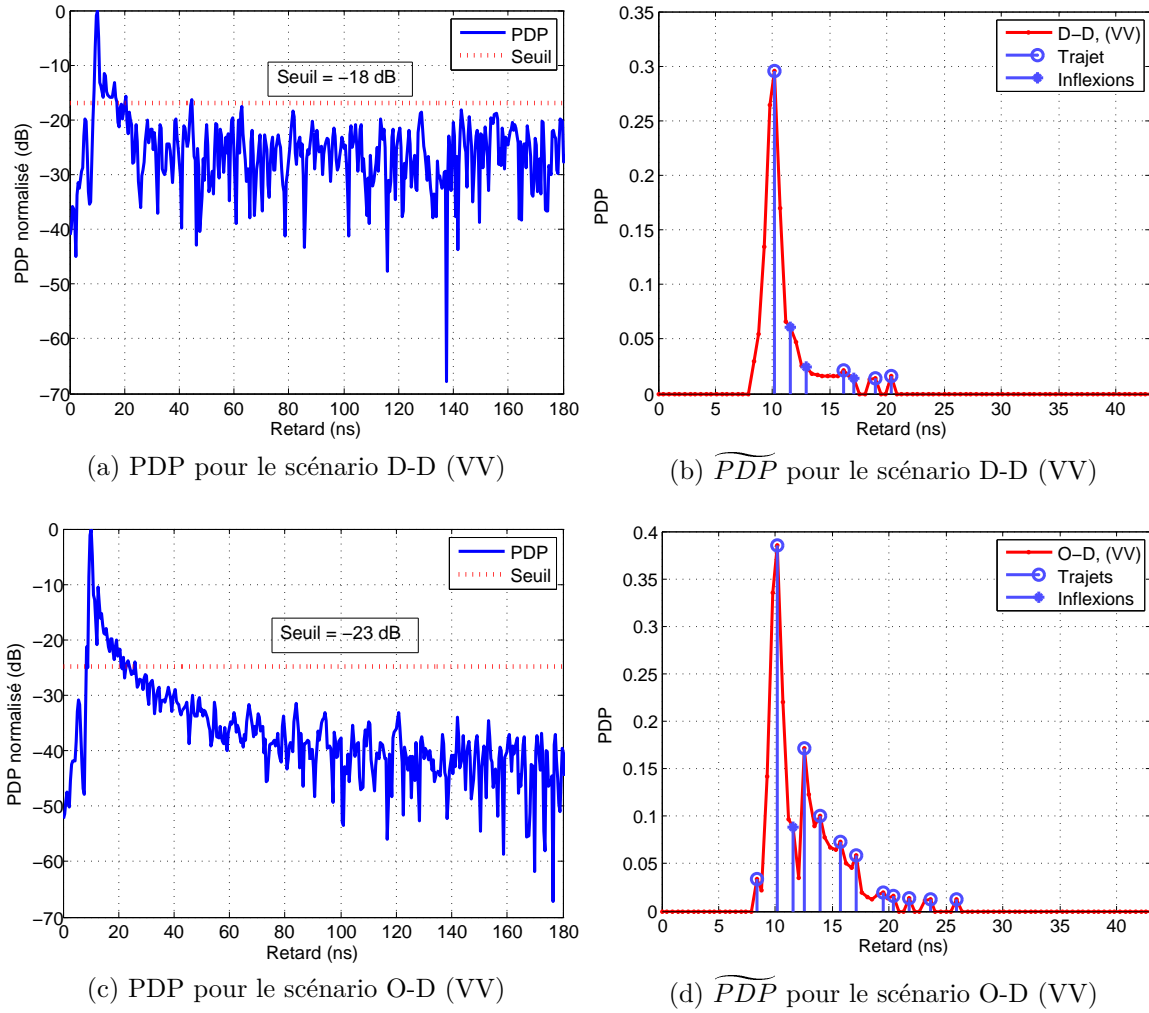 0
−10
−20
−30
−40
−50
−60
−70
PDP normalisé (dB)
0 20 40 60 80 100 120 140 160 180
Retard (ns)
PDP
Seuil
Seuil = −18 dB
(a) PDP pour le scénario D-D (VV)
0.35
0.3
0.25
0.2
0.15
0.1
0.05
0
PDP
0 5 10 15 20 25 30 35 40
Retard (ns)
D−D, (VV)
Trajet
Inflexions
(b) PDP pour le scénario D-D (VV)
0
−10
−20
−30
−40
−50
−60
−70
PDP normalisé (dB)
0 20 40 60 80 100 120 140 160 180
Retard (ns)
PDP
Seuil
Seuil = −23 dB
(c) PDP pour le scénario O-D (VV)
0.4
0.35
0.3
0.25
0.2
0.15
0.1
0.05
0
PDP
0 5 10 15 20 25 30 35 40
Retard (ns)
O−D, (VV)
Trajets
Inflexions
(d) PDP pour le scénario O-D (VV)